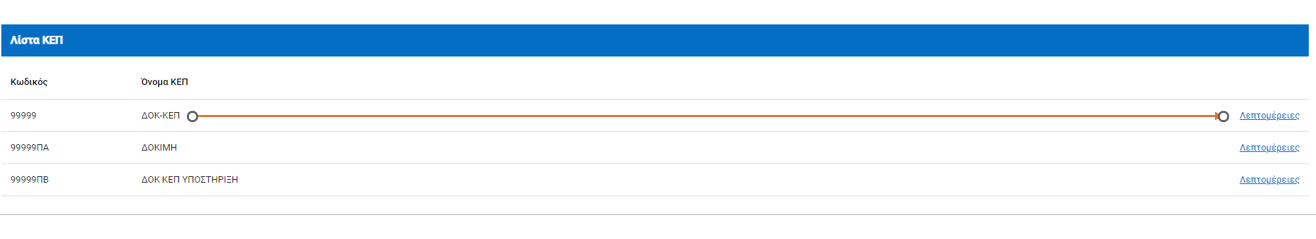 Λίστα ΚΕΠ
Κωδικός Όνομα ΚΕΠ
99999 ΔΟΚ-ΚΕΠ Λεπτομέρειες
99999ΠΑ ΔΟΚΙΜΗ Λεπτομέρειες
99999ΠΒ ΔΟΚ ΚΕΠ ΥΠΟΣΤΗΡΙΞΗ Λεπτομέρειες